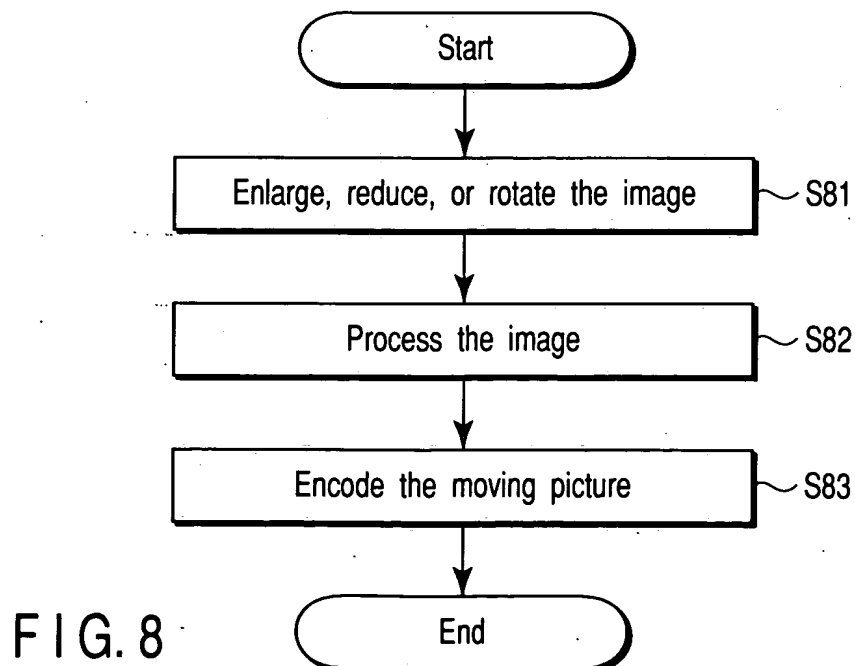 Start
Enlarge, reduce, or rotate the image
S81
Process the image
S82
Encode the moving picture
S83
End
FIG. 8